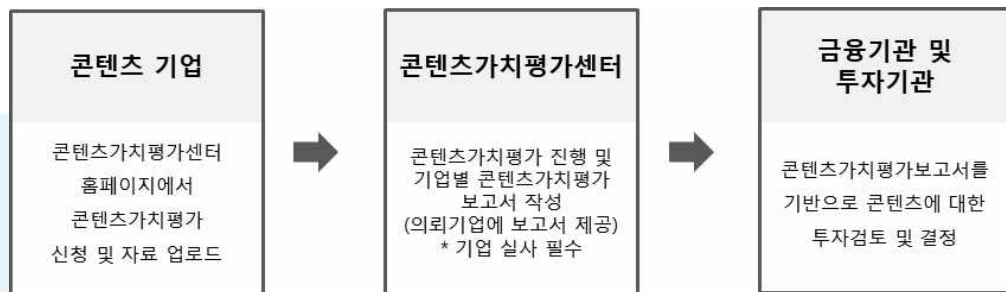 콘텐츠 기업
콘텐츠가치평가센터
홈페이지에서
콘텐츠가치평가
신청 및 자료 업로드
콘텐츠가치평가센터
콘텐츠가치평가 진행 및
기업별 콘텐츠가치평가
보고서 작성
(의뢰기업에 보고서 제공)
* 기업 실사 필수
금융기관 및
투자기관
콘텐츠가치평가보고서를
기반으로 콘텐츠에 대한
투자검토 및 결정